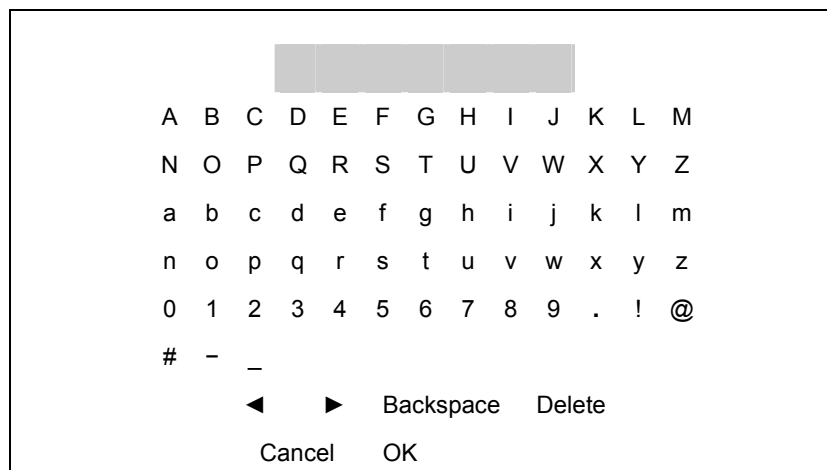 A B C D E F G H I J K L M
N O P Q R S T U V W X Y Z
a b c d e f g h i j k l m
n o p q r s t u v w x y z
0 1 2 3 4 5 6 7 8 9 . ! @
# – _
◄ ► Backspace Delete
Cancel OK